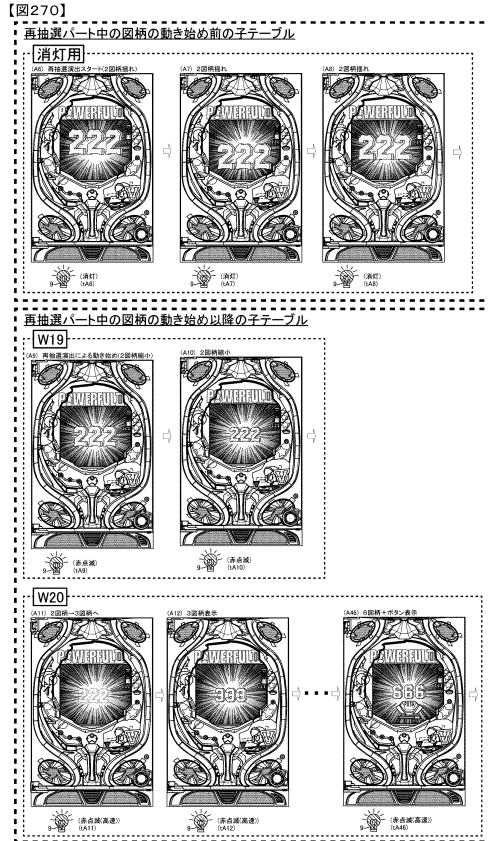 【図270】
再抽選パート中の図柄の動き始め前の子テーブル
消灯用
(A6) 再抽選演出スタート(2図柄揺れ) (A7) 2図柄揺れ (A8) 2図柄揺れ
POWERFUL POWERFUL POWERFUL
222 222 222
W W W
9 (消灯) 9 (消灯) 9 (消灯)
(tA6) (tA7) (tA8)
再抽選パート中の図柄の動き始め以降の子テーブル
W19
(A9) 再抽選演出による動き始め(2図柄縮小) (A10) 2図柄縮小
POWERFUL POWERFUL
222 222
W W
9 (赤点滅) 9 (赤点滅)
(tA9) (tA10)
W20
(A11) 2図柄→3図柄へ (A12) 3図柄表示 (A46) 6図柄+ボタン表示
POWERFUL POWERFUL POWERFUL
222 333 666
W W W
9 (赤点滅(高速)) 9 (赤点滅(高速)) 9 (赤点滅(高速))
(tA11) (tA12) (tA46)